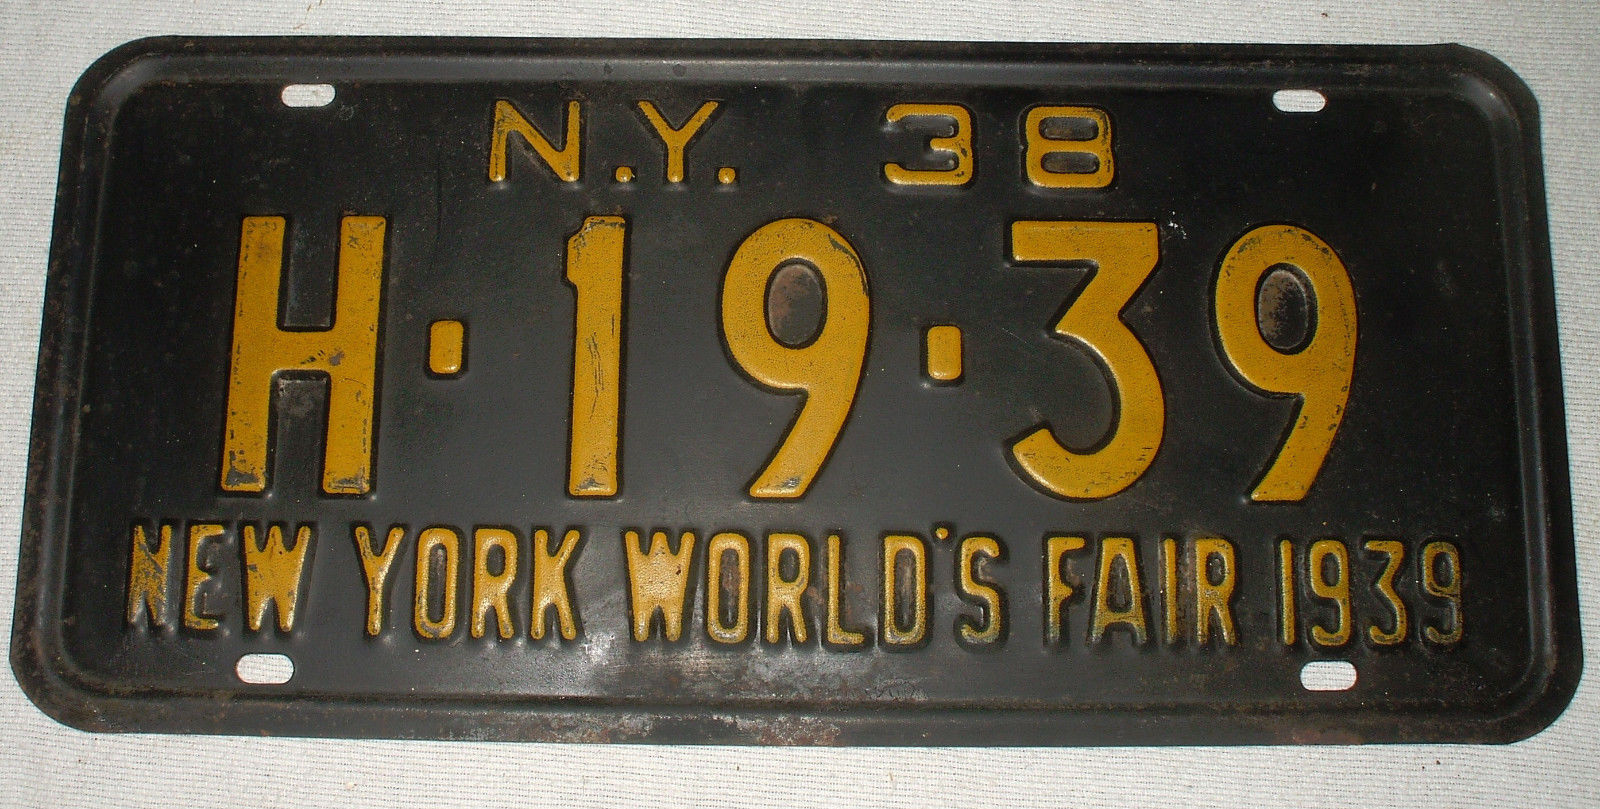 N.Y. 38
H·19·39
NEW YORK WORLD'S FAIR 1939